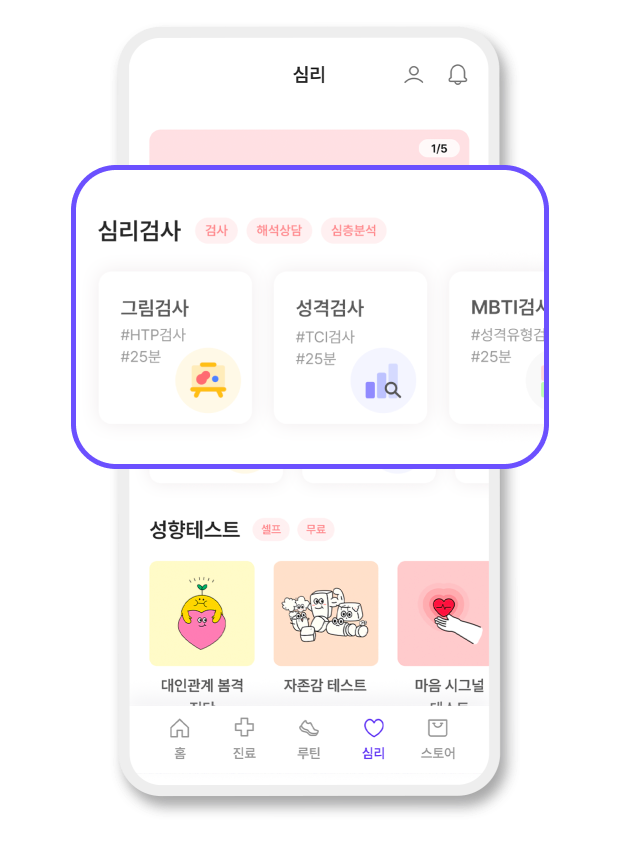 심리
1/5
심리검사 검사 해석상담 심층분석
그림검사
#HTP검사
#25분
성격검사
#TCI검사
#25분
MBTI검사
#성격유형검
#25분
성향테스트 셀프 무료
대인관계 봄격
자존감 테스트
마음 시그널
테스트
홈 진료 루틴 심리 스토어